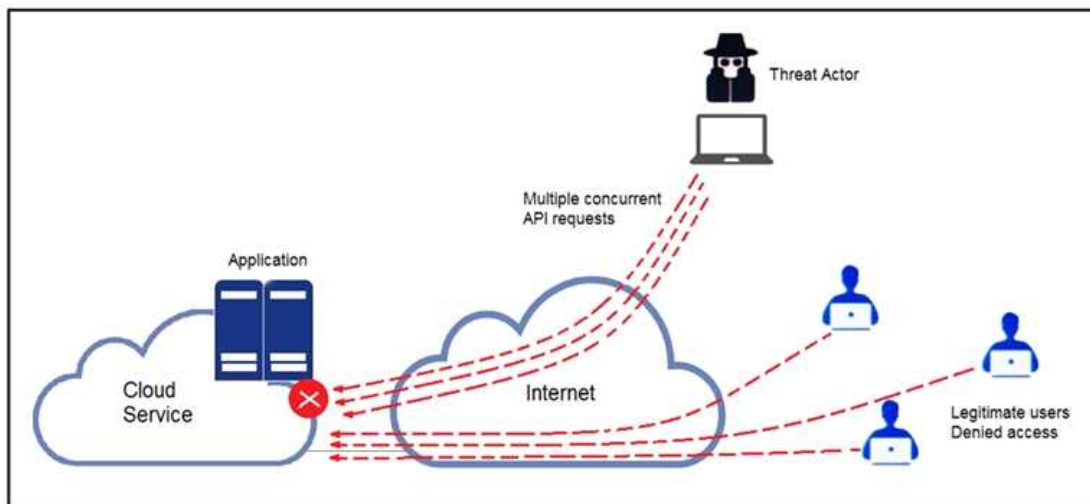 Threat Actor
Multiple concurrent
API requests
Application
Cloud
Service
Internet
Legitimate users
Denied access